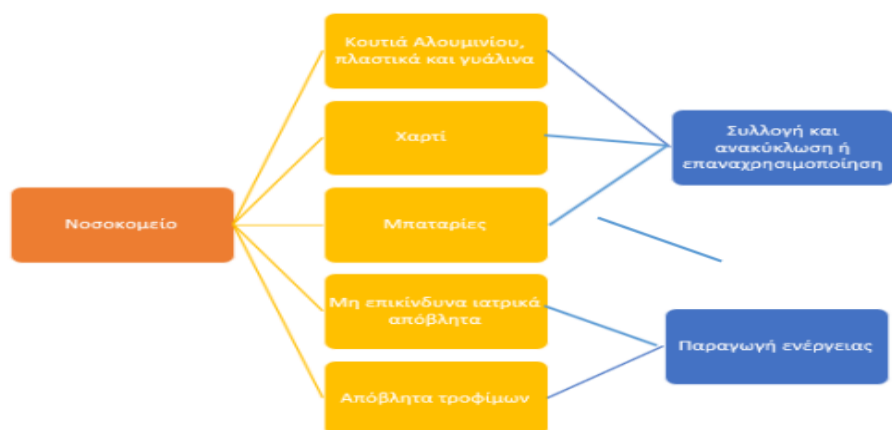 Νοσοκομείο
Κουτιά Αλουμινίου,
πλαστικά και γυάλινα
Χαρτί
Μπαταρίες
Μη επικίνδυνα ιατρικά
απόβλητα
Απόβλητα τροφίμων
Συλλογή και
ανακύκλωση ή
επαναχρησιμοποίηση
Παραγωγή ενέργειας